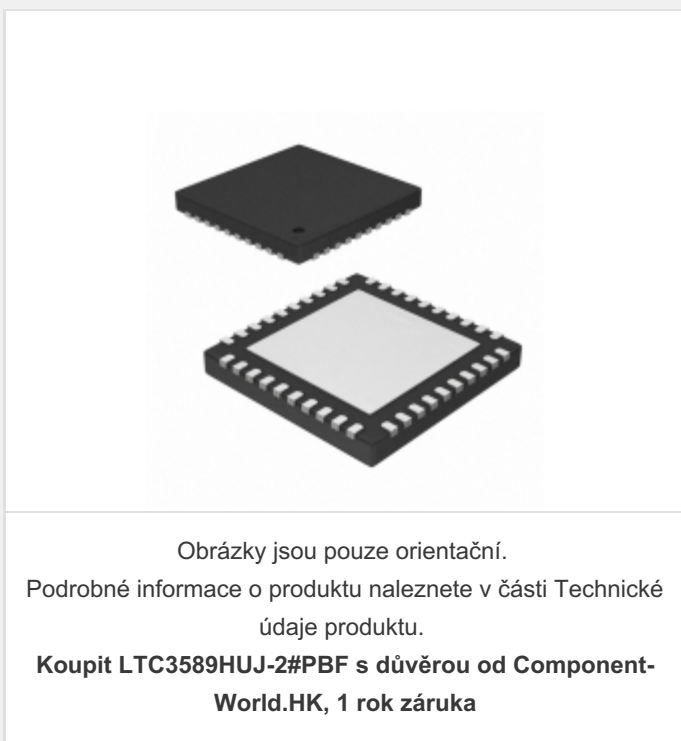 Obrázky jsou pouze orientační.
Podrobné informace o produktu naleznete v části Technické
údaje produktu.
Koupit LTC3589HUJ-2#PBF s důvěrou od Component-
World.HK, 1 rok záruka